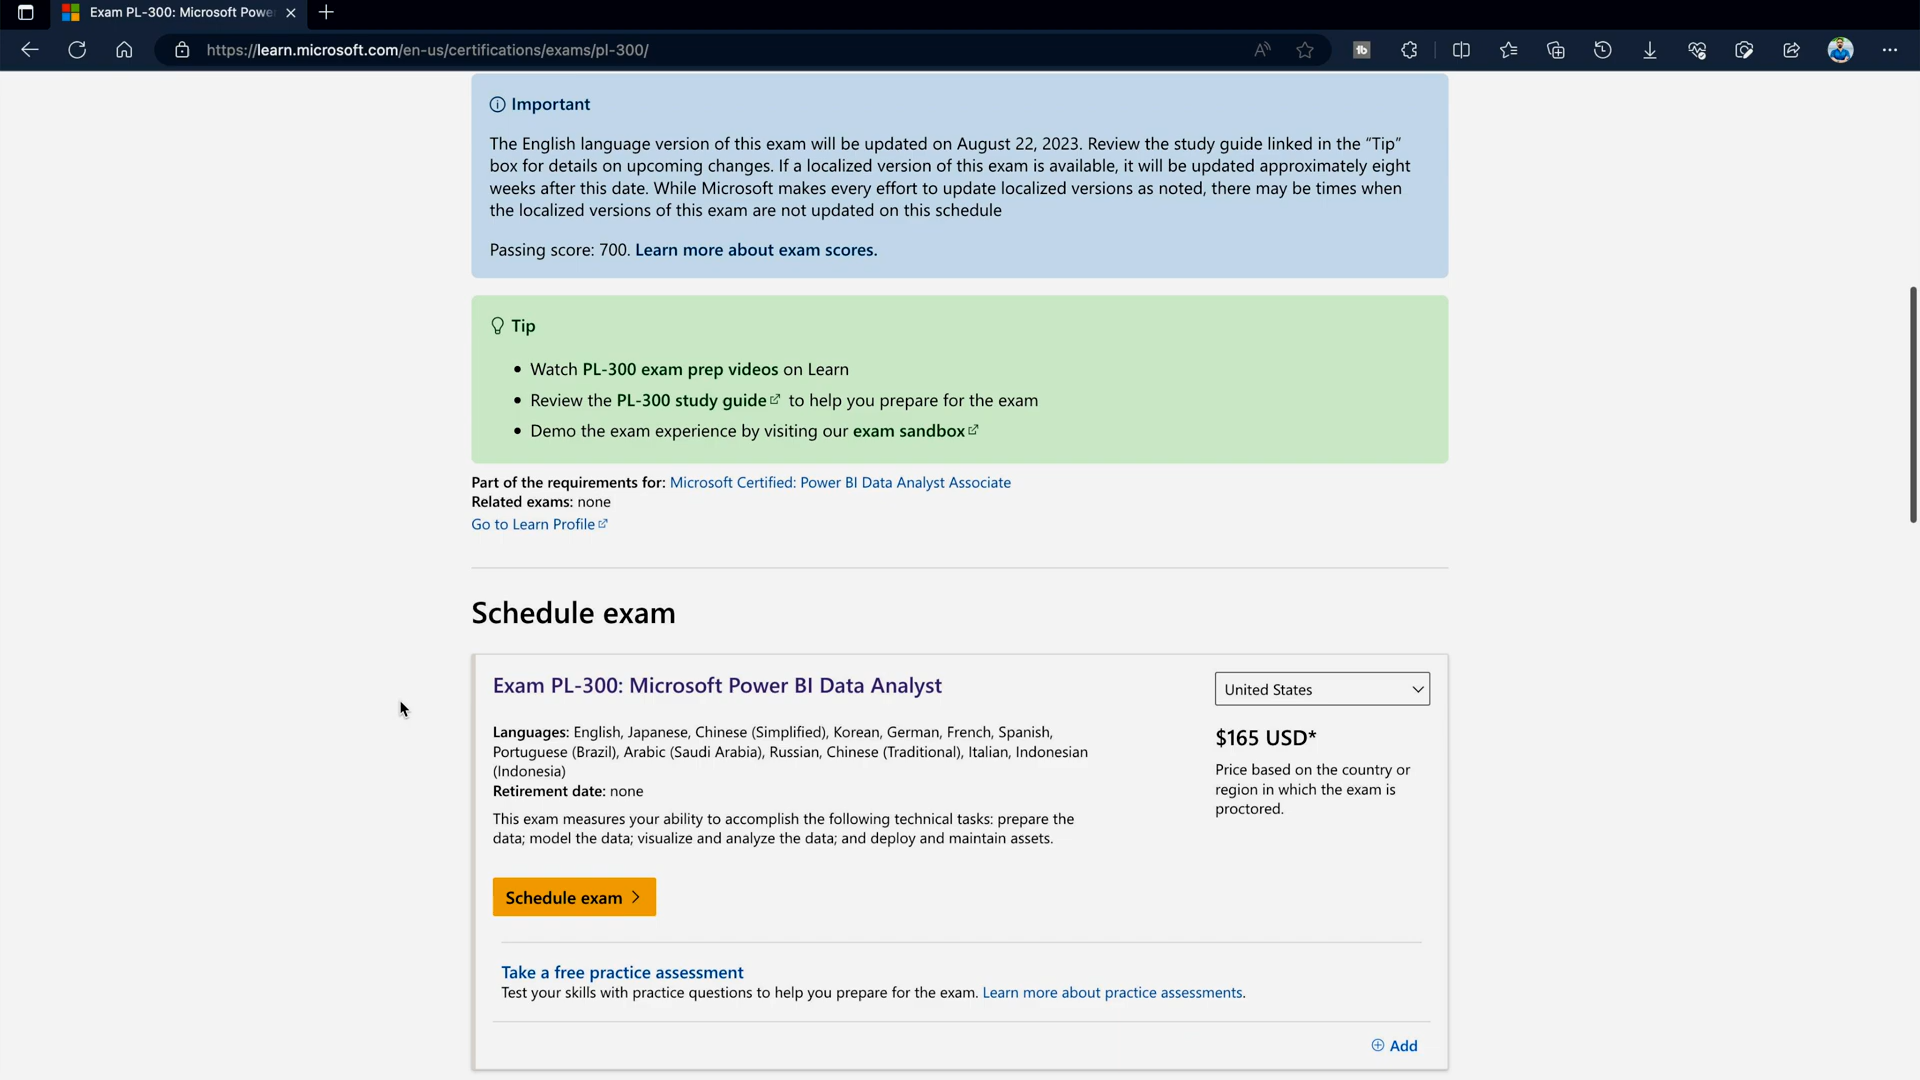 Exam PL-300: Microsoft Powe
https://learn.microsoft.com/en-us/certifications/exams/pl-300/
Important
The English language version of this exam will be updated on August 22, 2023. Review the study guide linked in the “Tip”
box for details on upcoming changes. If a localized version of this exam is available, it will be updated approximately eight
weeks after this date. While Microsoft makes every effort to update localized versions as noted, there may be times when
the localized versions of this exam are not updated on this schedule
Passing score: 700. Learn more about exam scores.
Tip
• Watch PL-300 exam prep videos on Learn
• Review the PL-300 study guide to help you prepare for the exam
• Demo the exam experience by visiting our exam sandbox
Part of the requirements for: Microsoft Certified: Power BI Data Analyst Associate
Related exams: none
Go to Learn Profile
Schedule exam
Exam PL-300: Microsoft Power BI Data Analyst
United States
Languages: English, Japanese, Chinese (Simplified), Korean, German, French, Spanish,
Portuguese (Brazil), Arabic (Saudi Arabia), Russian, Chinese (Traditional), Italian, Indonesian
(Indonesia)
Retirement date: none
This exam measures your ability to accomplish the following technical tasks: prepare the
data; model the data; visualize and analyze the data; and deploy and maintain assets.
$165 USD*
Price based on the country or
region in which the exam is
proctored.
Schedule exam
Take a free practice assessment
Test your skills with practice questions to help you prepare for the exam. Learn more about practice assessments.
Add